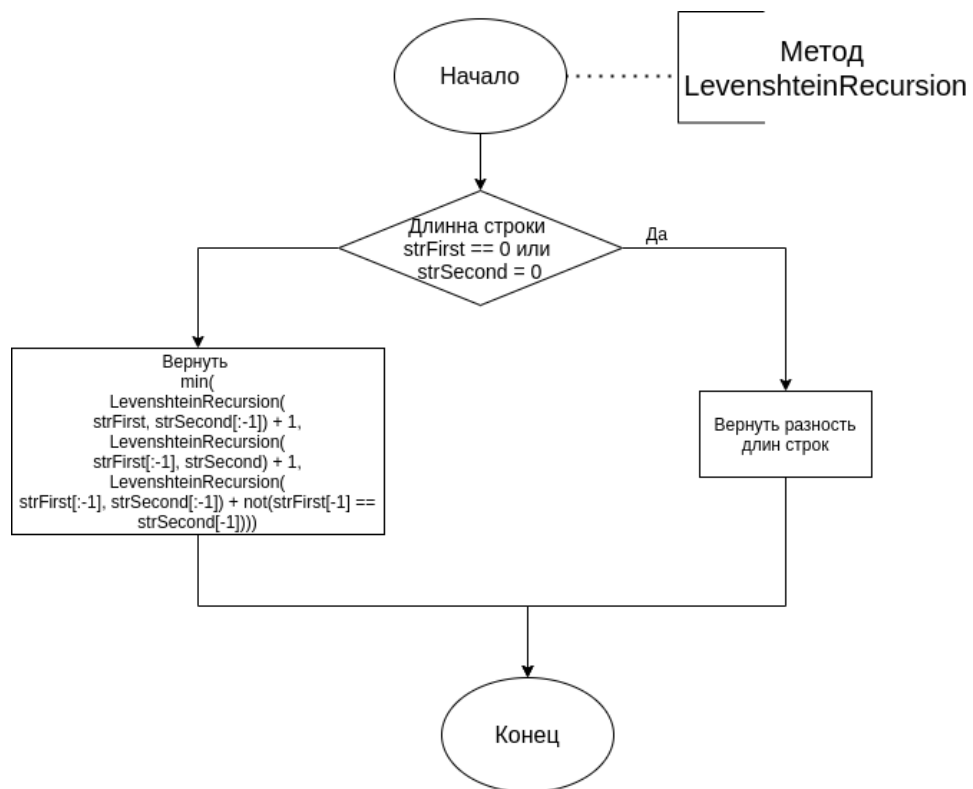 Начало
Метод
LevenshteinRecursion
Длинна строки
strFirst == 0 или
strSecond = 0
Да
Вернуть
min(
LevenshteinRecursion(
strFirst, strSecond[:-1]) + 1,
LevenshteinRecursion(
strFirst[:-1], strSecond) + 1,
LevenshteinRecursion(
strFirst[:-1], strSecond[:-1]) + not(strFirst[-1] ==
strSecond[-1])))
Вернуть разность
длин строк
Конец